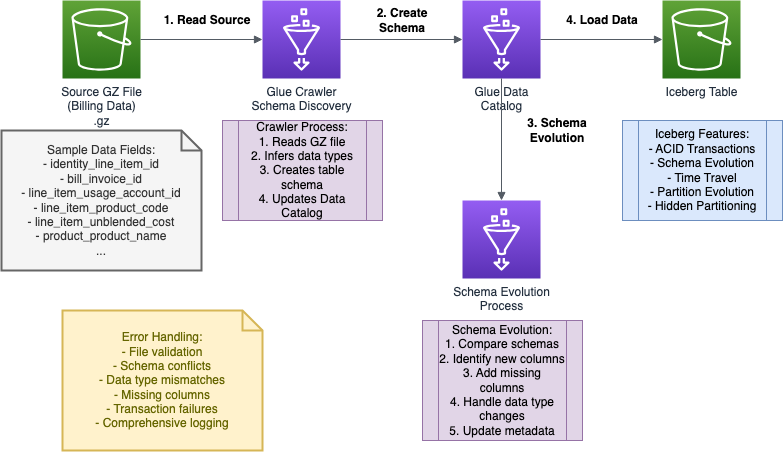 1. Read Source
2. Create
Schema
4. Load Data
Source GZ File
(Billing Data)
.gz
Glue Crawler
Schema Discovery
Glue Data
Catalog
Iceberg Table
3. Schema
Evolution
Sample Data Fields:
- identity_line_item_id
- bill_invoice_id
- line_item_usage_account_id
- line_item_product_code
- line_item_unblended_cost
- product_product_name
...
Crawler Process:
1. Reads GZ file
2. Infers data types
3. Creates table
schema
4. Updates Data
Catalog
Iceberg Features:
- ACID Transactions
- Schema Evolution
- Time Travel
- Partition Evolution
- Hidden Partitioning
Schema Evolution
Process
Error Handling:
- File validation
- Schema conflicts
- Data type mismatches
- Missing columns
- Transaction failures
- Comprehensive logging
Schema Evolution:
1. Compare schemas
2. Identify new columns
3. Add missing
columns
4. Handle data type
changes
5. Update metadata